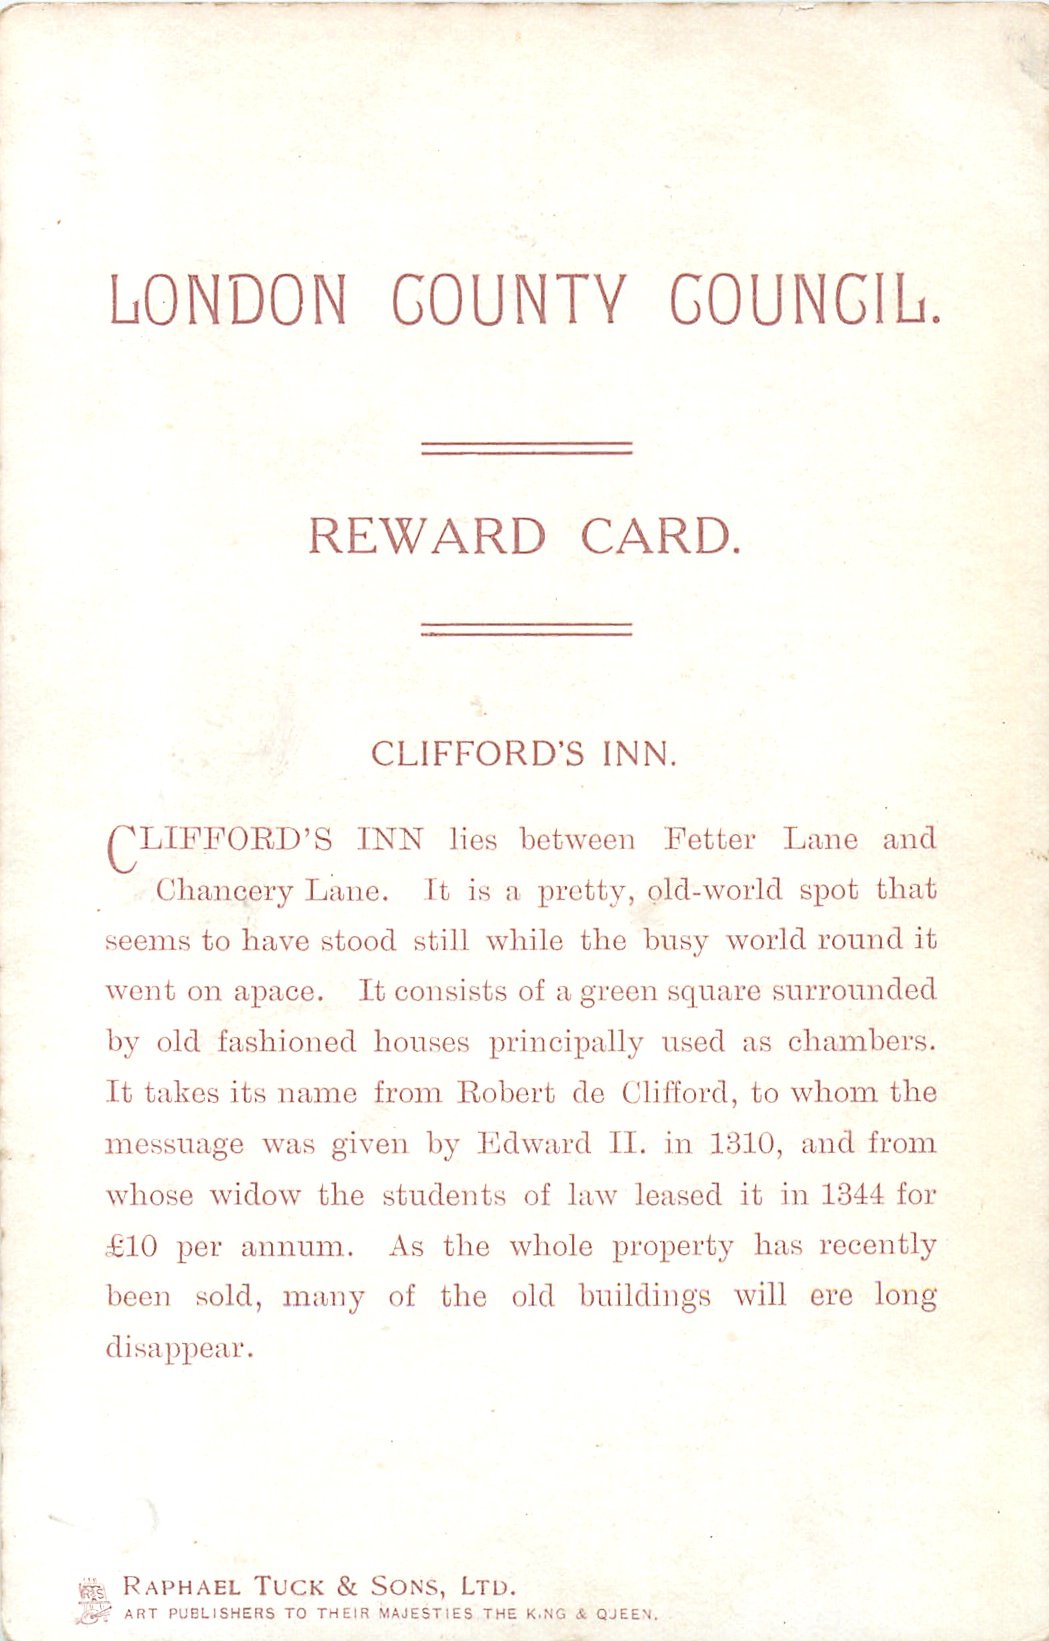 LONDON COUNTY COUNCIL.
REWARD CARD.
CLIFFORD'S INN.
CLIFFORD'S INN lies between Fetter Lane and
Chancery Lane. It is a pretty, old-world spot that
seems to have stood still while the busy world round it
went on apace. It consists of a green square surrounded
by old fashioned houses principally used as chambers.
It takes its name from Robert de Clifford, to whom the
messuage was given by Edward II. in 1310, and from
whose widow the students of law leased it in 1344 for
£10 per annum. As the whole property has recently
been sold, many of the old buildings will ere long
disappear.
RAPHAEL TUCK & SONS, LTD.
ART PUBLISHERS TO THEIR MAJESTIES THE KING & QUEEN.